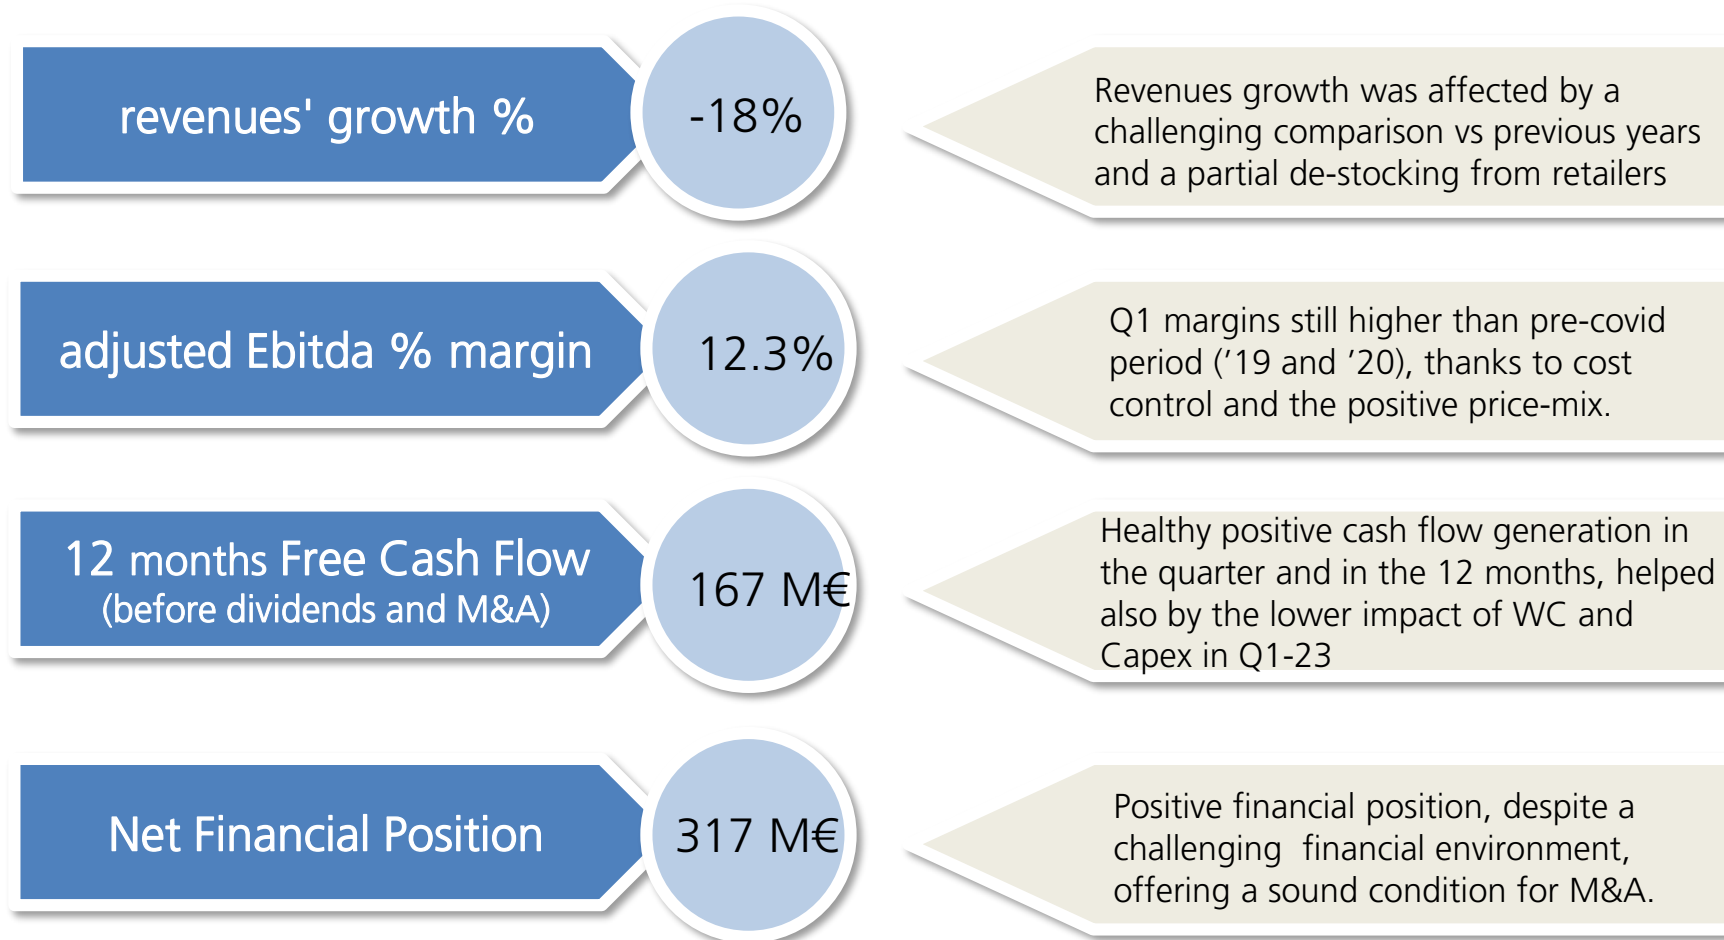 revenues' growth %
-18%
Revenues growth was affected by a
challenging comparison vs previous years
and a partial de-stocking from retailers
adjusted Ebitda % margin
12.3%
Q1 margins still higher than pre-covid
period (’19 and ’20), thanks to cost
control and the positive price-mix.
12 months Free Cash Flow
(before dividends and M&A)
167 M€
Healthy positive cash flow generation in
the quarter and in the 12 months, helped
also by the lower impact of WC and
Capex in Q1-23
Net Financial Position
317 M€
Positive financial position, despite a
challenging  financial environment,
offering a sound condition for M&A.